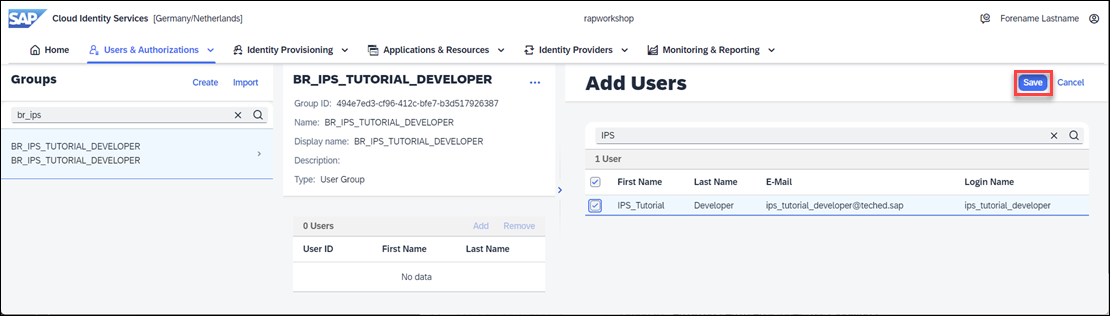 SAP Cloud Identity Services [Germany/Netherlands] rapworkshop Forename Lastname
Home Users & Authorizations Identity Provisioning Applications & Resources Identity Providers Monitoring & Reporting
Groups Create Import
br_ips
BR_IPS_TUTORIAL_DEVELOPER
BR_IPS_TUTORIAL_DEVELOPER
BR_IPS_TUTORIAL_DEVELOPER ...
Group ID: 494e7ed3-cf96-412c-bfe7-b3d517926387
Name: BR_IPS_TUTORIAL_DEVELOPER
Display name: BR_IPS_TUTORIAL_DEVELOPER
Description:
Type: User Group
0 Users Add Remove
User ID First Name Last Name
No data
Add Users Save Cancel
IPS
1 User
First Name Last Name E-Mail Login Name
IPS_Tutorial Developer ips_tutorial_developer@teched.sap ips_tutorial_developer